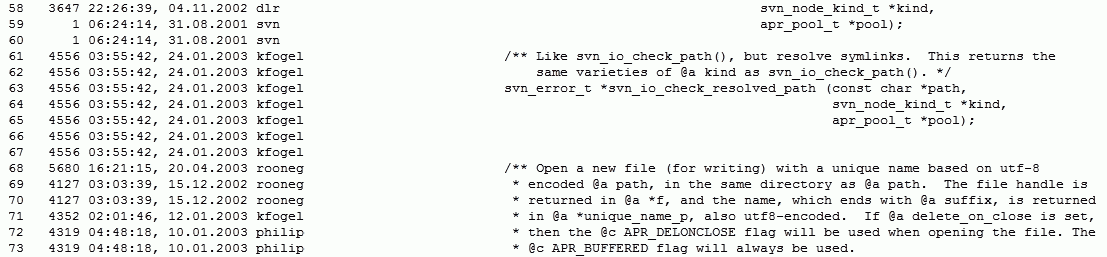 58 3647 22:26:39, 04.11.2002 dlr svn_node_kind_t *kind,
59 1 06:24:14, 31.08.2001 svn apr_pool_t *pool);
60 1 06:24:14, 31.08.2001 svn
61 4556 03:55:42, 24.01.2003 kfogel /** Like svn_io_check_path(), but resolve symlinks.  This returns the
62 4556 03:55:42, 24.01.2003 kfogel same varieties of @a kind as svn_io_check_path(). */
63 4556 03:55:42, 24.01.2003 kfogel svn_error_t *svn_io_check_resolved_path (const char *path,
64 4556 03:55:42, 24.01.2003 kfogel svn_node_kind_t *kind,
65 4556 03:55:42, 24.01.2003 kfogel apr_pool_t *pool);
66 4556 03:55:42, 24.01.2003 kfogel
67 4556 03:55:42, 24.01.2003 kfogel
68 5680 16:21:15, 20.04.2003 rooneg /** Open a new file (for writing) with a unique name based on utf-8
69 4127 03:03:39, 15.12.2002 rooneg * encoded @a path, in the same directory as @a path.  The file handle is
70 4127 03:03:39, 15.12.2002 rooneg * returned in @a *f, and the name, which ends with @a suffix, is returned
71 4352 02:01:46, 12.01.2003 kfogel * in @a *unique_name_p, also utf8-encoded.  If @a delete_on_close is set,
72 4319 04:48:18, 10.01.2003 philip * then the @c APR_DELONCLOSE flag will be used when opening the file. The
73 4319 04:48:18, 10.01.2003 philip * @c APR_BUFFERED flag will always be used.